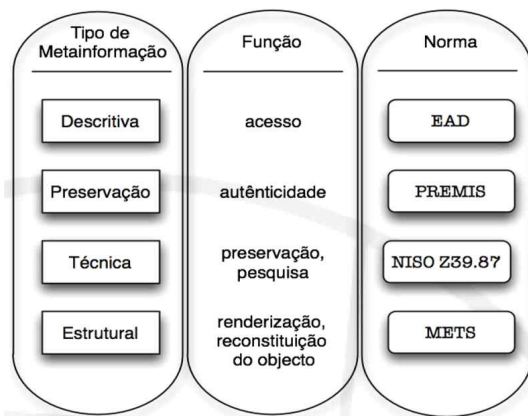 Tipo de
Metainformação
Função
Norma
Descritiva
acesso
EAD
Preservação
autênticidade
PREMIS
Técnica
preservação,
pesquisa
NISO Z39.87
Estrutural
renderização,
reconstituição
do objecto
METS